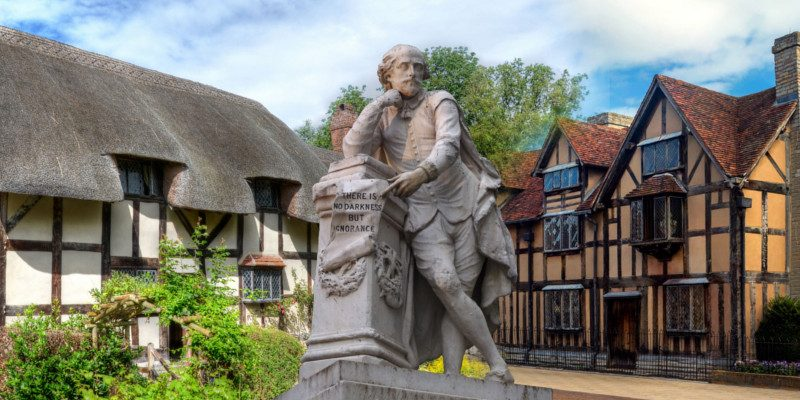 THERE IS
NO DARKNESS
BUT
IGNORANCE